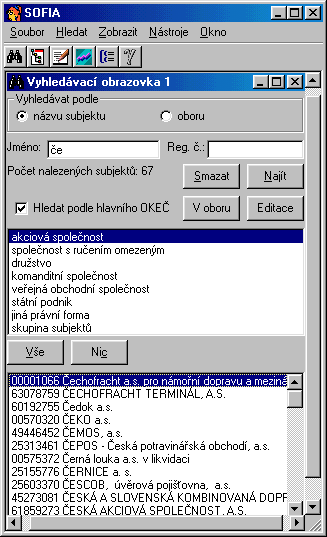 SOFIA
Soubor Hledat Zobrazit Nástroje Okno
Vyhledávací obrazovka 1
Vyhledávat podle
názvu subjektu oboru
Jméno: če Reg. č.:
Počet nalezených subjektů: 67 Smazat Najít
Hledat podle hlavního OKEČ V oboru Editace
akciová společnost
společnost s ručením omezeným
družstvo
komanditní společnost
veřejná obchodní společnost
státní podnik
jiná právní forma
skupina subjektů
Vše Nic
00001066 Čechofracht a.s. pro námořní dopravu a meziná
63078759 ČECHOFRACHT TERMINÁL, A.S.
60192755 Čedok a.s.
00570320 ČEKO a.s.
49446452 ČEMOS, a.s.
25313461 ČEPOS - Česká potravinářská obchodní, a.s.
00575372 Černá louka a.s. v likvidaci
25155776 ČERNICE a. s.
25603370 ČESCOB, úvěrová pojišťovna, a.s.
45273081 ČESKÁ A SLOVENSKÁ KOMBINOVANÁ DOPR
61859273 ČESKÁ AKCIOVÁ SPOLEČNOST, A.S.